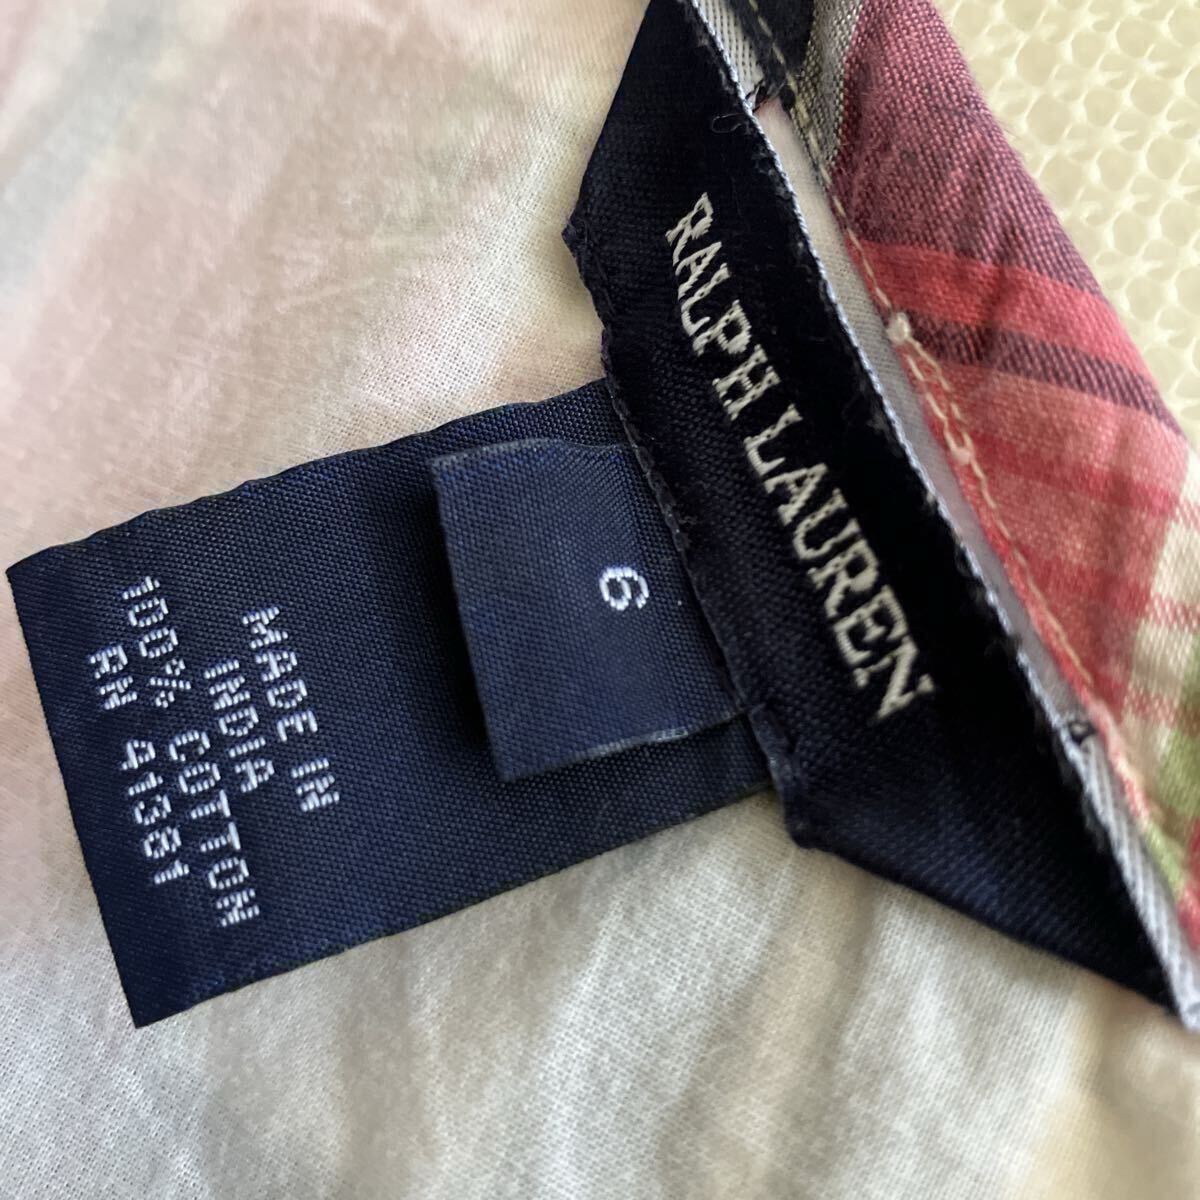 RALPH LAUREN
6
MADE IN
INDIA
100% COTTON
RN 41381